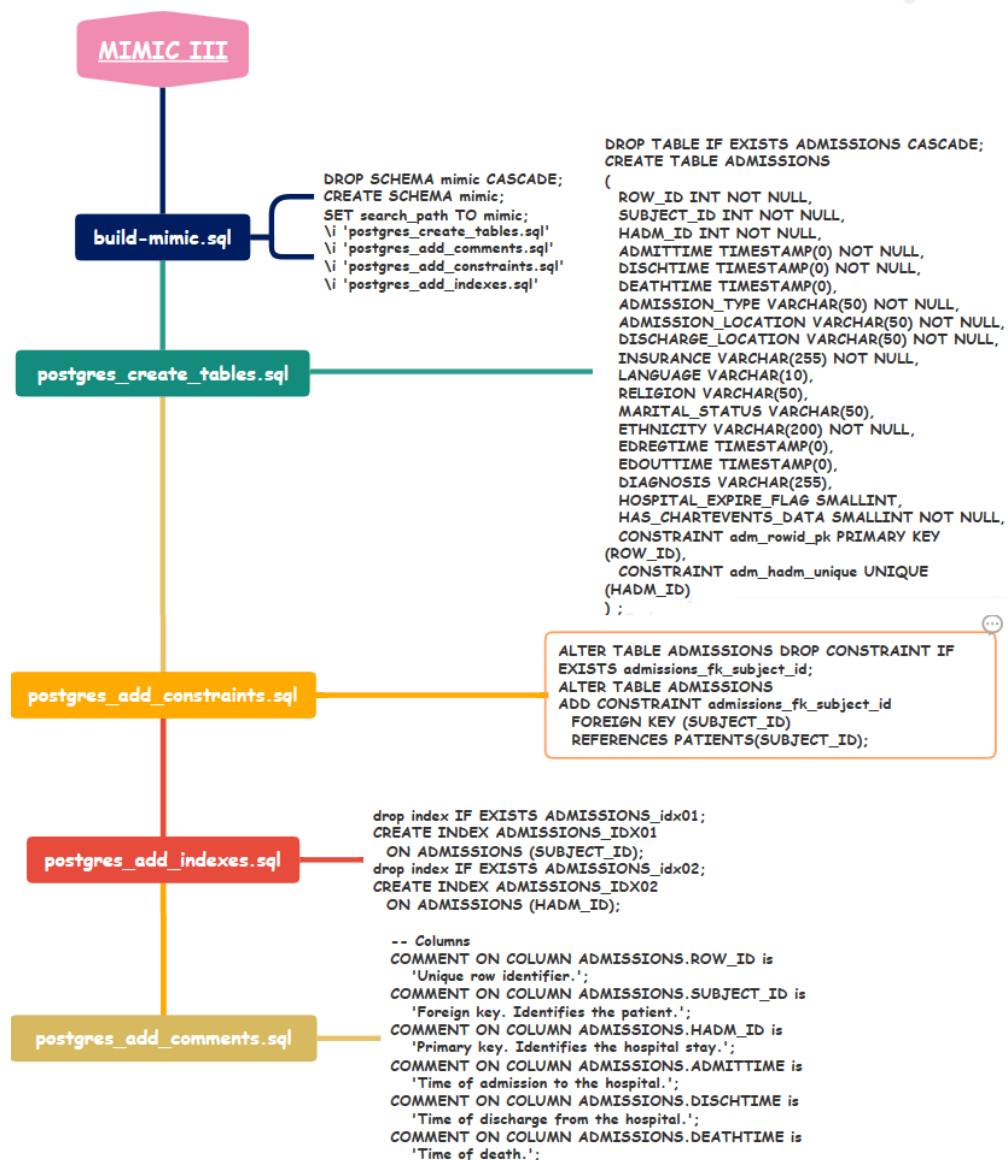 MIMIC III
build-mimic.sql
DROP SCHEMA mimic CASCADE;
CREATE SCHEMA mimic;
SET search_path TO mimic;
\i 'postgres_create_tables.sql'
\i 'postgres_add_comments.sql'
\i 'postgres_add_constraints.sql'
\i 'postgres_add_indexes.sql'
postgres_create_tables.sql
DROP TABLE IF EXISTS ADMISSIONS CASCADE;
CREATE TABLE ADMISSIONS
(
ROW_ID INT NOT NULL,
SUBJECT_ID INT NOT NULL,
HADM_ID INT NOT NULL,
ADMITTIME TIMESTAMP(0) NOT NULL,
DISCHTIME TIMESTAMP(0) NOT NULL,
DEATHTIME TIMESTAMP(0),
ADMISSION_TYPE VARCHAR(50) NOT NULL,
ADMISSION_LOCATION VARCHAR(50) NOT NULL,
DISCHARGE_LOCATION VARCHAR(50) NOT NULL,
INSURANCE VARCHAR(255) NOT NULL,
LANGUAGE VARCHAR(10),
RELIGION VARCHAR(50),
MARITAL_STATUS VARCHAR(50),
ETHNICITY VARCHAR(200) NOT NULL,
EDREGTIME TIMESTAMP(0),
EDOUTTIME TIMESTAMP(0),
DIAGNOSIS VARCHAR(255),
HOSPITAL_EXPIRE_FLAG SMALLINT,
HAS_CHARTEVENTS_DATA SMALLINT NOT NULL,
CONSTRAINT adm_rowid_pk PRIMARY KEY
(ROW_ID),
CONSTRAINT adm_hadm_unique UNIQUE
(HADM_ID)
) ;
postgres_add_constraints.sql
ALTER TABLE ADMISSIONS DROP CONSTRAINT IF
EXISTS admissions_fk_subject_id;
ALTER TABLE ADMISSIONS
ADD CONSTRAINT admissions_fk_subject_id
FOREIGN KEY (SUBJECT_ID)
REFERENCES PATIENTS(SUBJECT_ID);
postgres_add_indexes.sql
drop index IF EXISTS ADMISSIONS_idx01;
CREATE INDEX ADMISSIONS_IDX01
ON ADMISSIONS (SUBJECT_ID);
drop index IF EXISTS ADMISSIONS_idx02;
CREATE INDEX ADMISSIONS_IDX02
ON ADMISSIONS (HADM_ID);
postgres_add_comments.sql
-- Columns
COMMENT ON COLUMN ADMISSIONS.ROW_ID is
'Unique row identifier.';
COMMENT ON COLUMN ADMISSIONS.SUBJECT_ID is
'Foreign key. Identifies the patient.';
COMMENT ON COLUMN ADMISSIONS.HADM_ID is
'Primary key. Identifies the hospital stay.';
COMMENT ON COLUMN ADMISSIONS.ADMITTIME is
'Time of admission to the hospital.';
COMMENT ON COLUMN ADMISSIONS.DISCHTIME is
'Time of discharge from the hospital.';
COMMENT ON COLUMN ADMISSIONS.DEATHTIME is
'Time of death.';